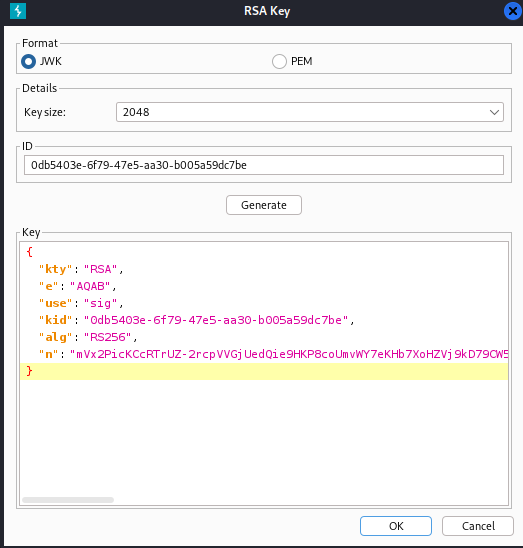 RSA Key
Format
JWK
PEM
Details
Key size:
2048
ID
0db5403e-6f79-47e5-aa30-b005a59dc7be
Generate
Key
{
"kty": "RSA",
"e": "AQAB",
"use": "sig",
"kid": "0db5403e-6f79-47e5-aa30-b005a59dc7be",
"alg": "RS256",
"n": "mVx2PicKCcRTrUZ-2rcpVVGjUedQie9HKP8coUmvWY7eKHb7XoHZVj9kD79CW5
}
OK
Cancel